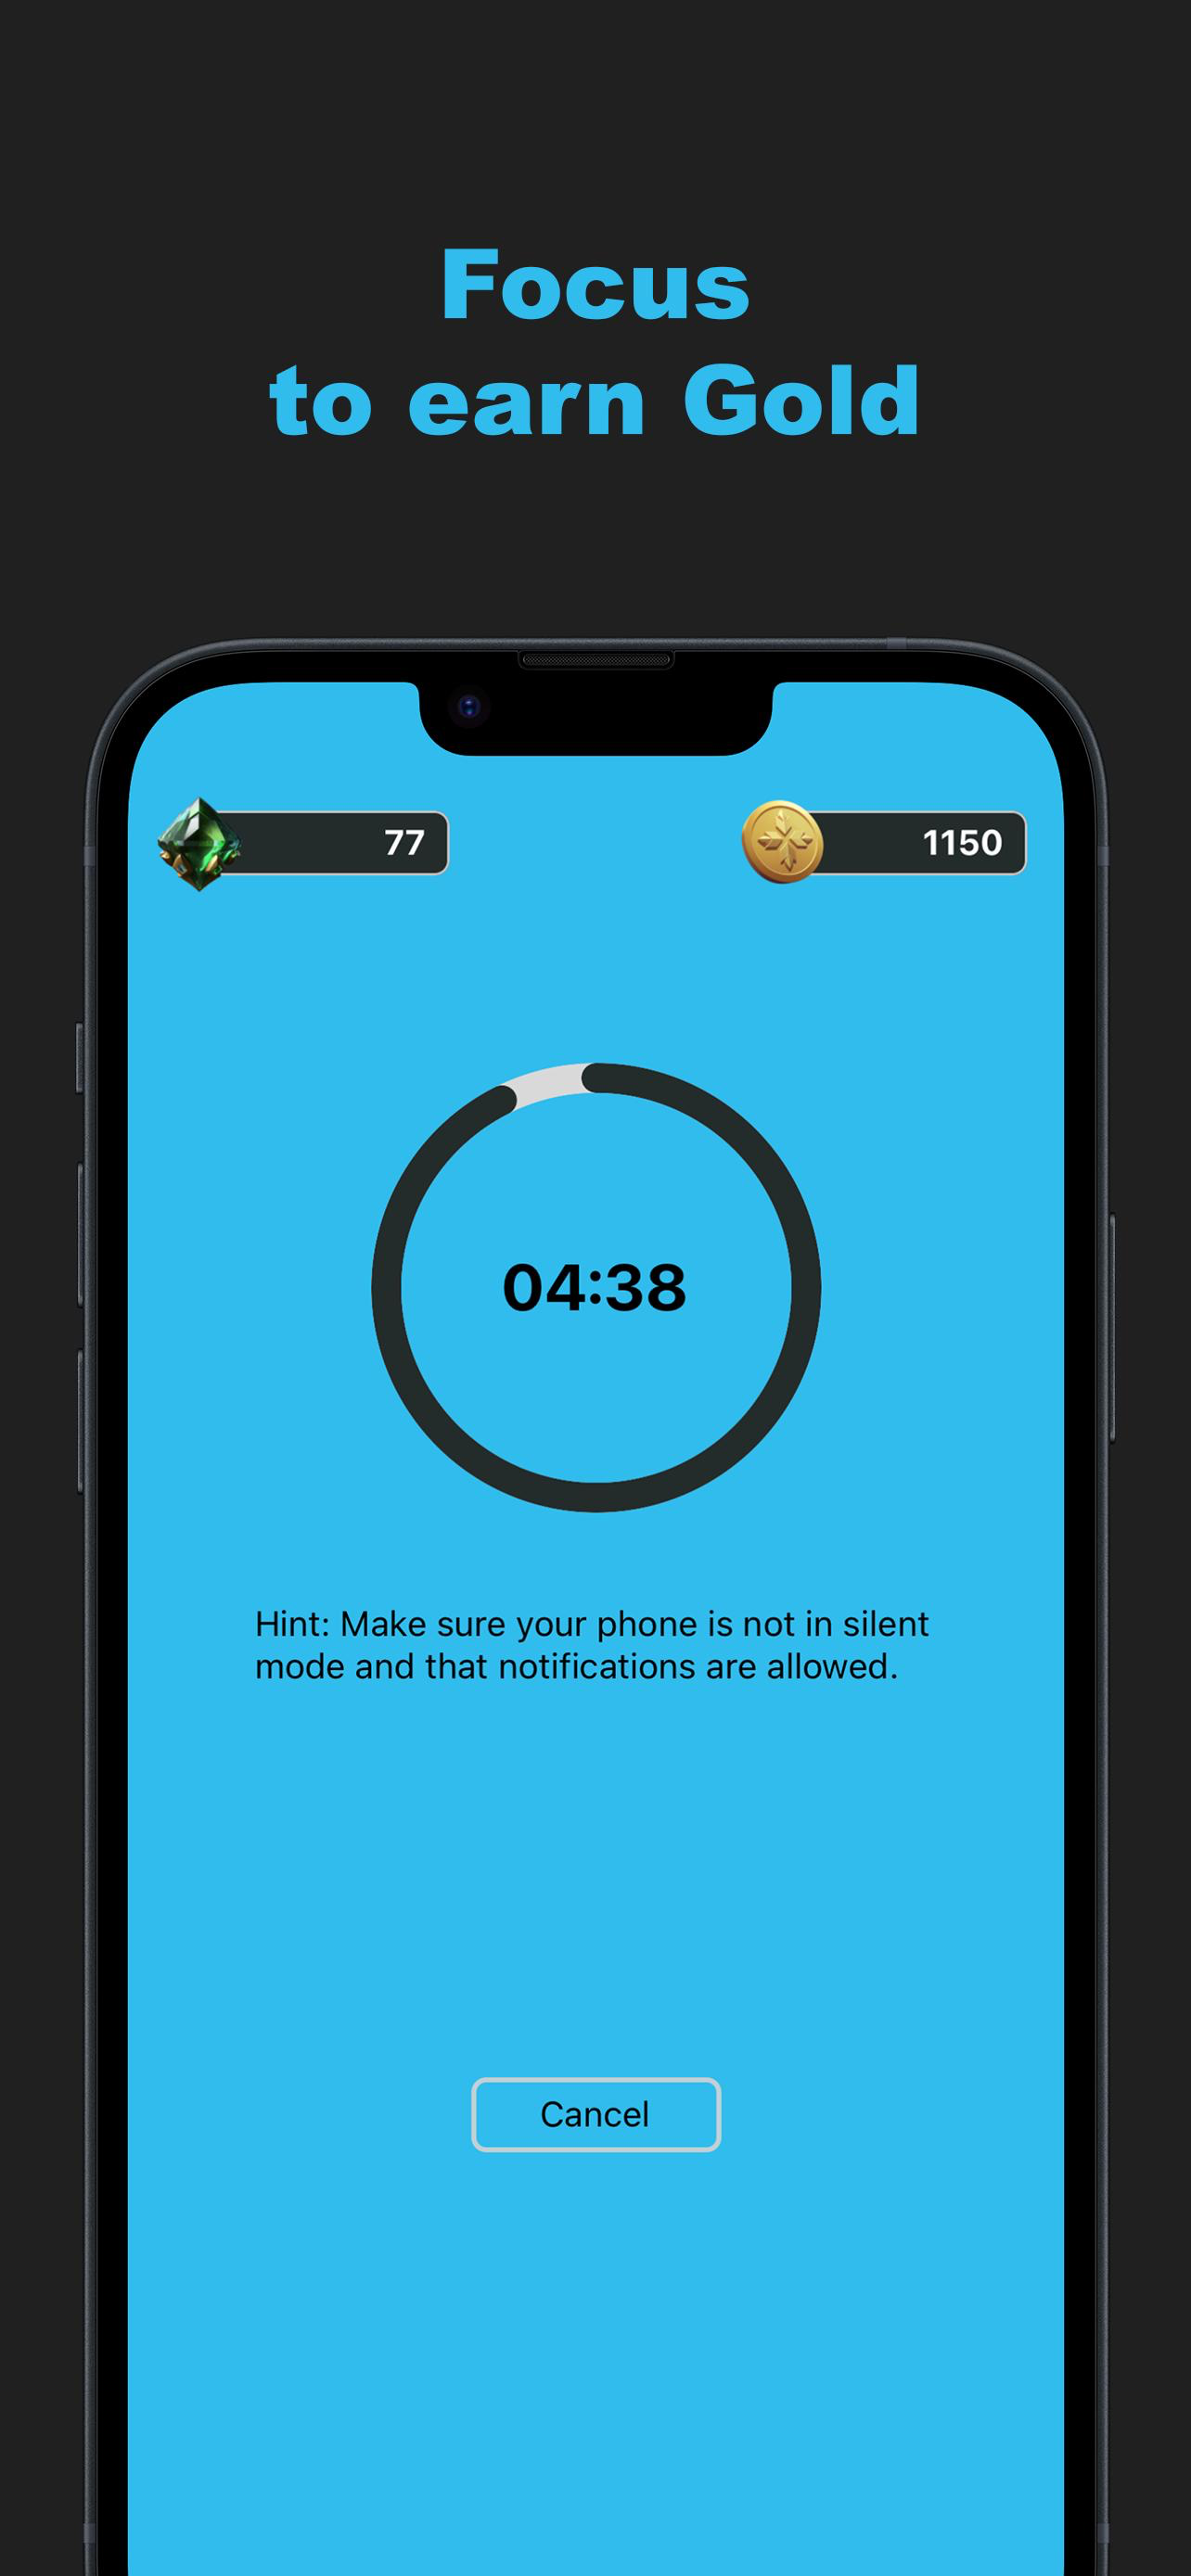 Focus
to earn Gold
77
1150
04:38
Hint: Make sure your phone is not in silent
mode and that notifications are allowed.
Cancel